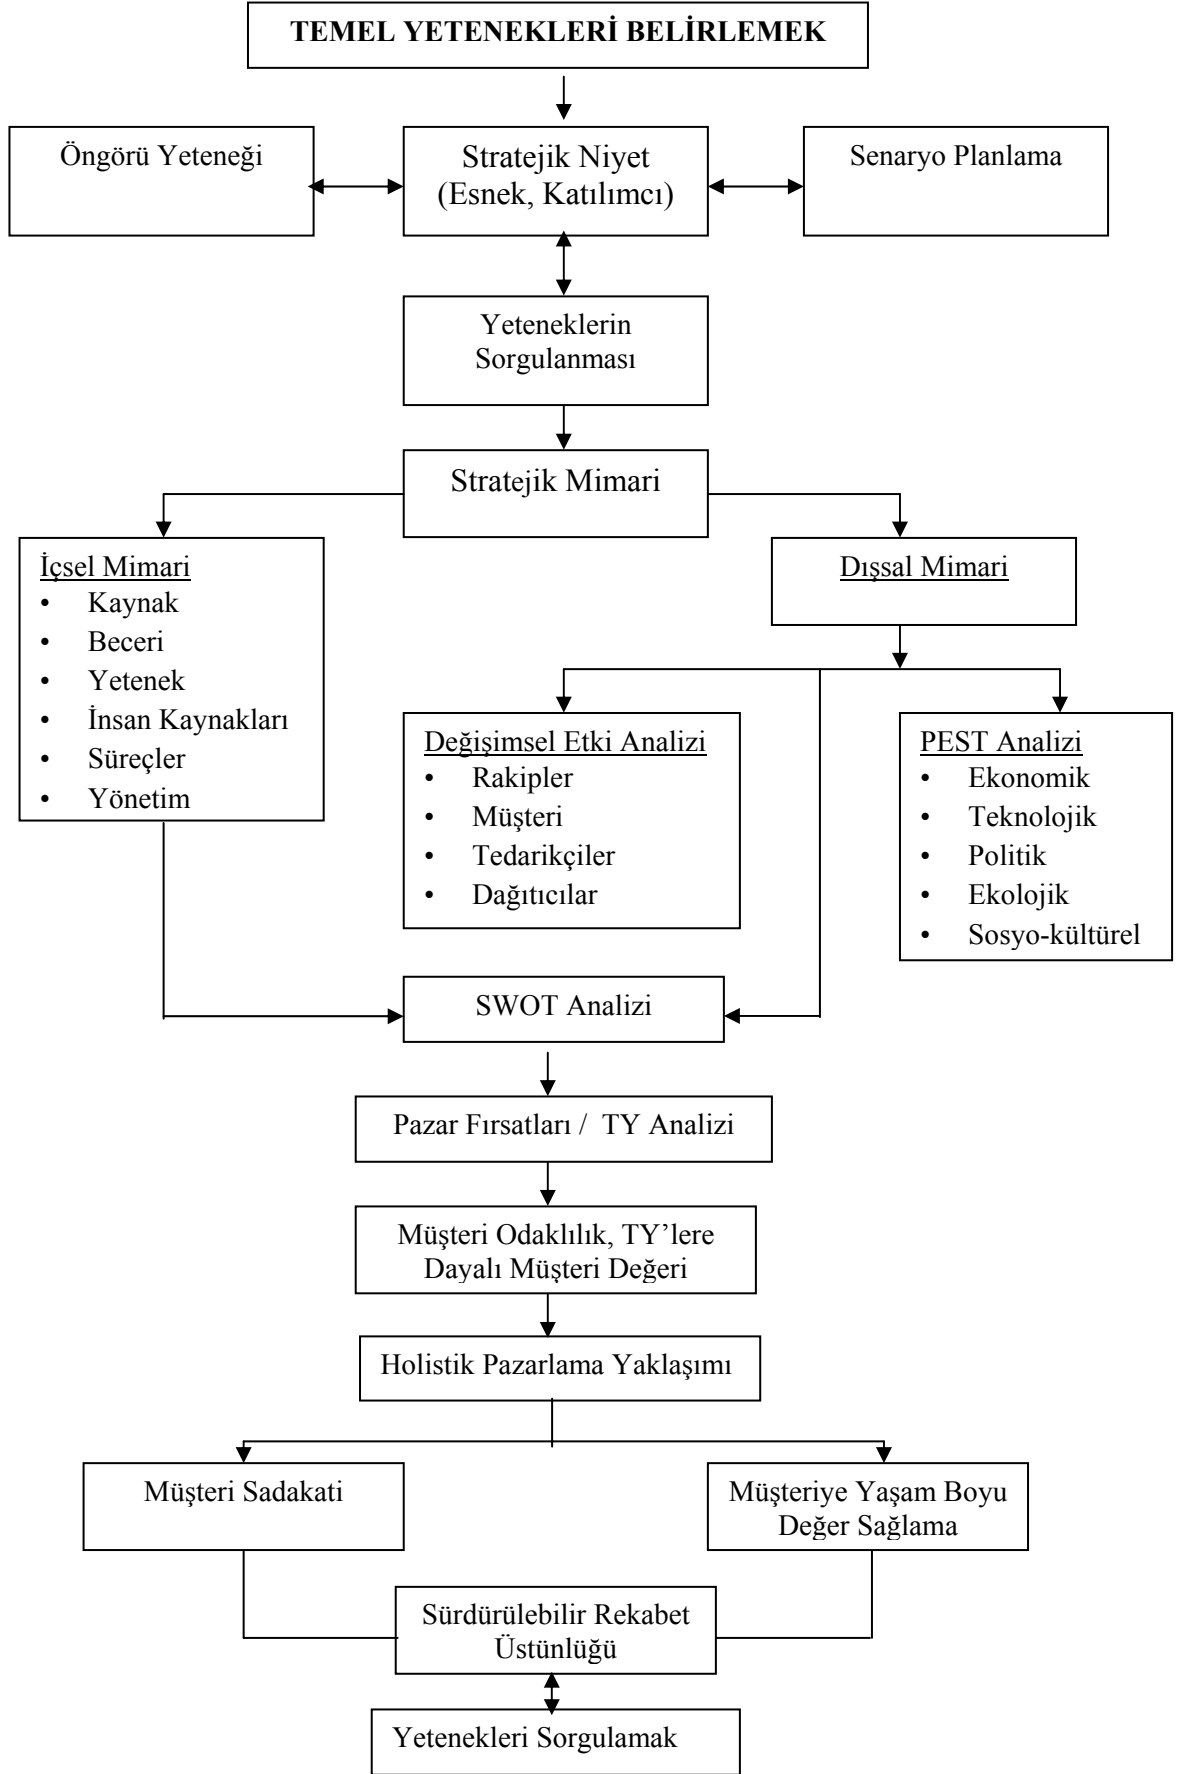 TEMEL YETENEKLERİ BELİRLEMEK
Öngörü Yeteneği
Stratejik Niyet
(Esnek, Katılımcı)
Senaryo Planlama
Yeteneklerin
Sorgulanması
Stratejik Mimari
İçsel Mimari
• Kaynak
• Beceri
• Yetenek
• İnsan Kaynakları
• Süreçler
• Yönetim
Dışsal Mimari
Değişimsel Etki Analizi
• Rakipler
• Müşteri
• Tedarikçiler
• Dağıtıcılar
PEST Analizi
• Ekonomik
• Teknolojik
• Politik
• Ekolojik
• Sosyo-kültürel
SWOT Analizi
Pazar Fırsatları / TY Analizi
Müşteri Odaklılık, TY’lere
Dayalı Müşteri Değeri
Holistik Pazarlama Yaklaşımı
Müşteri Sadakati
Müşteriye Yaşam Boyu
Değer Sağlama
Sürdürülebilir Rekabet
Üstünlüğü
Yetenekleri Sorgulamak